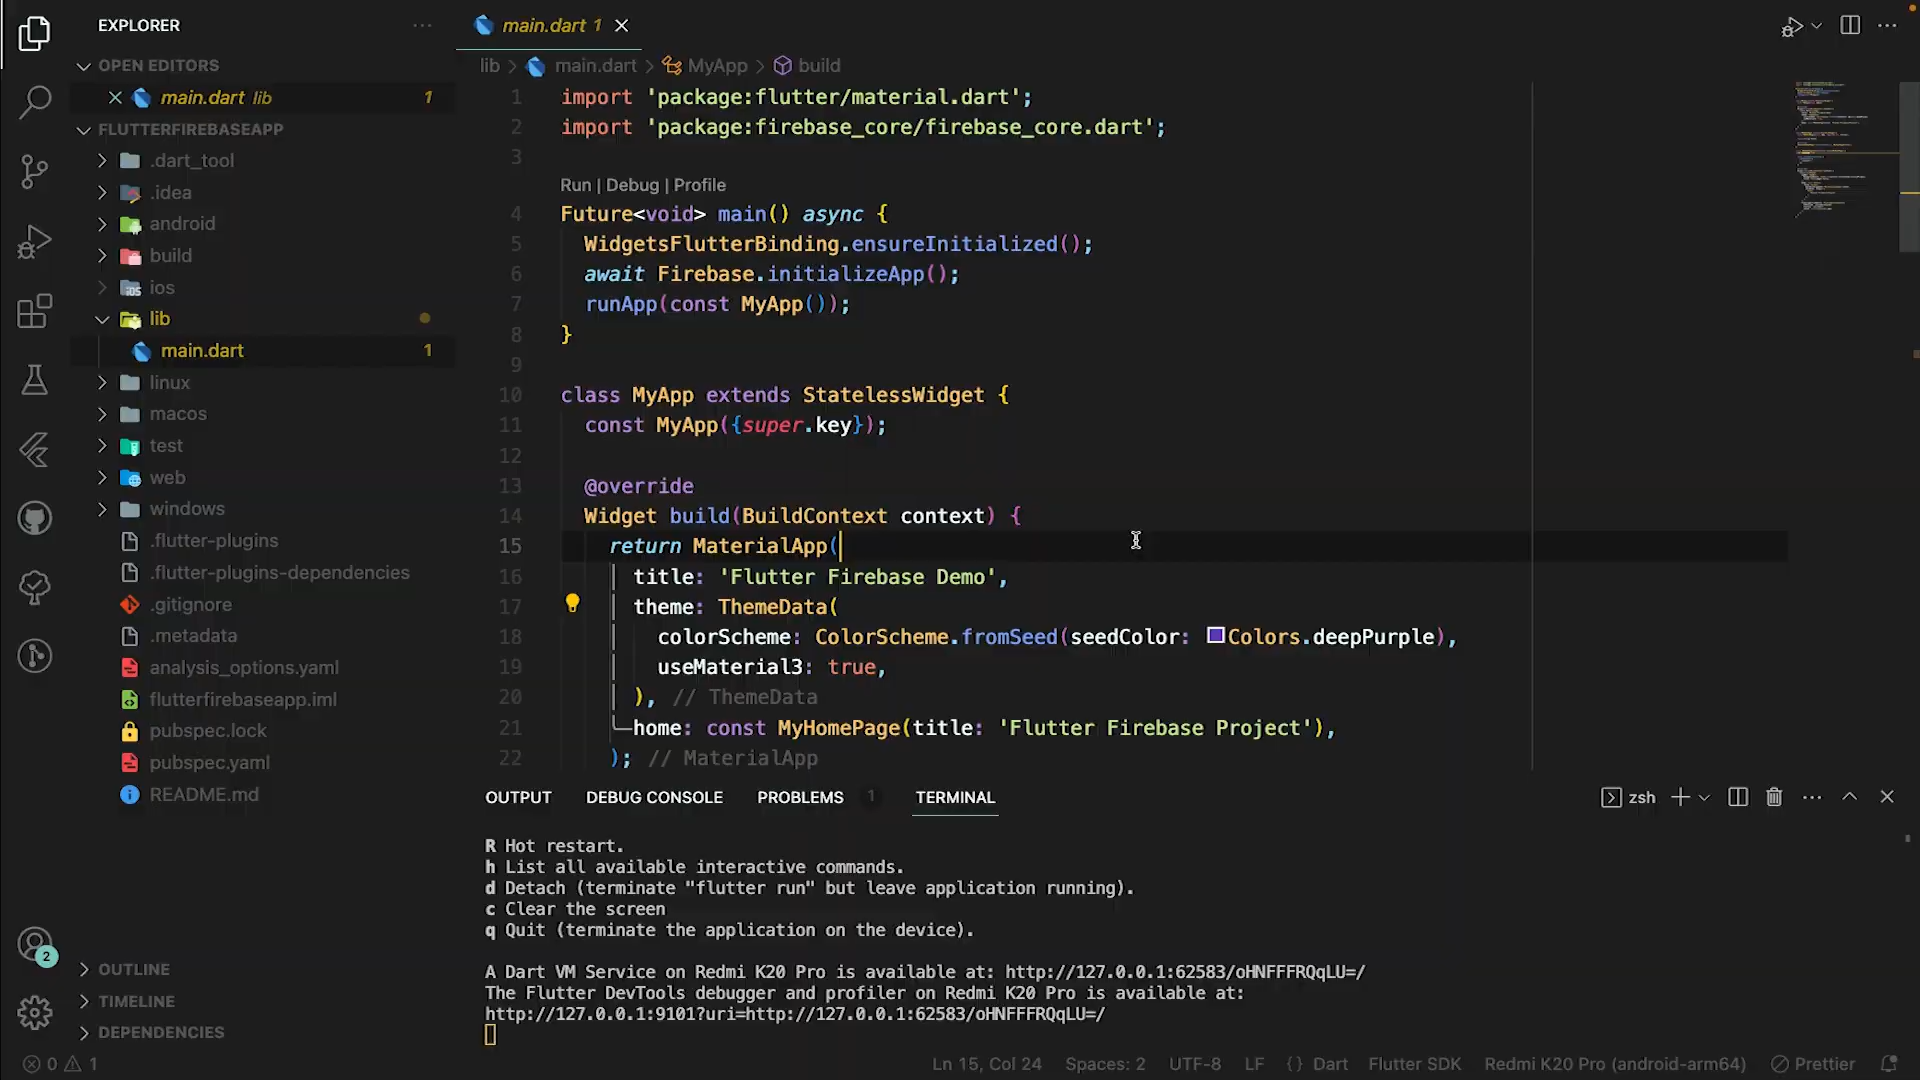 EXPLORER
OPEN EDITORS
main.dart lib 1
FLUTTERFIREBASEAPP
.dart_tool
.idea
android
build
ios
lib
main.dart 1
linux
macos
test
web
windows
.flutter-plugins
.flutter-plugins-dependencies
.gitignore
.metadata
analysis_options.yaml
flutterfirebaseapp.iml
pubspec.lock
pubspec.yaml
README.md
OUTLINE
TIMELINE
DEPENDENCIES
2
main.dart 1
lib > main.dart > MyApp > build
1 import 'package:flutter/material.dart';
2 import 'package:firebase_core/firebase_core.dart';
3
Run | Debug | Profile
4 Future<void> main() async {
5 WidgetsFlutterBinding.ensureInitialized();
6 await Firebase.initializeApp();
7 runApp(const MyApp());
8 }
9
10 class MyApp extends StatelessWidget {
11 const MyApp({super.key});
12
13 @override
14 Widget build(BuildContext context) {
15 return MaterialApp(
16 title: 'Flutter Firebase Demo',
17 theme: ThemeData(
18 colorScheme: ColorScheme.fromSeed(seedColor: Colors.deepPurple),
19 useMaterial3: true,
20 ), // ThemeData
21 home: const MyHomePage(title: 'Flutter Firebase Project'),
22 ); // MaterialApp
OUTPUT DEBUG CONSOLE PROBLEMS 1 TERMINAL zsh
R Hot restart.
h List all available interactive commands.
d Detach (terminate "flutter run" but leave application running).
c Clear the screen
q Quit (terminate the application on the device).
A Dart VM Service on Redmi K20 Pro is available at: http://127.0.0.1:62583/oHNFFFRQqLU=/
The Flutter DevTools debugger and profiler on Redmi K20 Pro is available at:
http://127.0.0.1:9101?uri=http://127.0.0.1:62583/oHNFFFRQqLU=/
0 1 Ln 15, Col 24 Spaces: 2 UTF-8 LF {} Dart Flutter SDK Redmi K20 Pro (android-arm64) Prettier